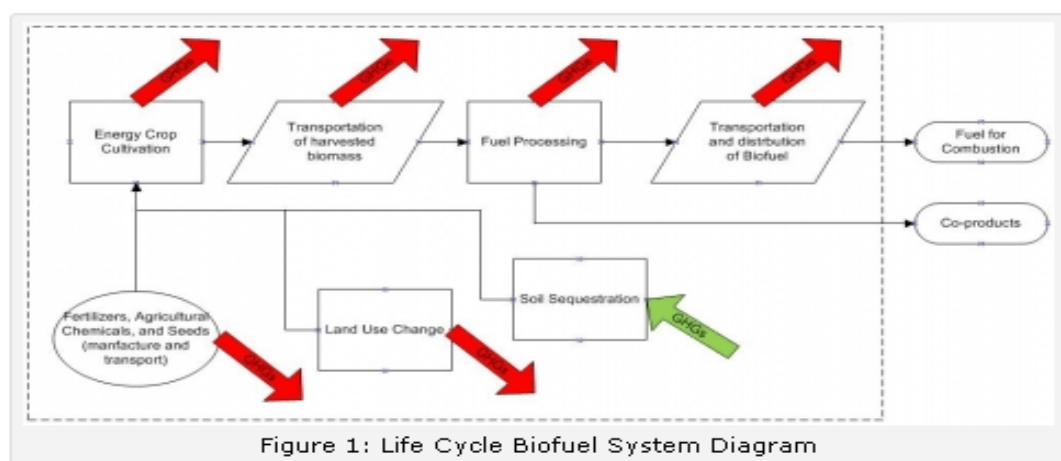 GHGs
GHGs
GHGs
GHGs
Energy Crop
Cultivation
Transportation
of harvested
biomass
Fuel Processing
Transportation
and distrbution
of Biofuel
Fuel for
Combustion
Co-products
Soil Sequestration
GHGs
Fertilizers, Agricultural
Chemicals, and Seeds
(manfacture and
transport)
GHGs
Land Use Change
GHGs
Figure 1: Life Cycle Biofuel System Diagram